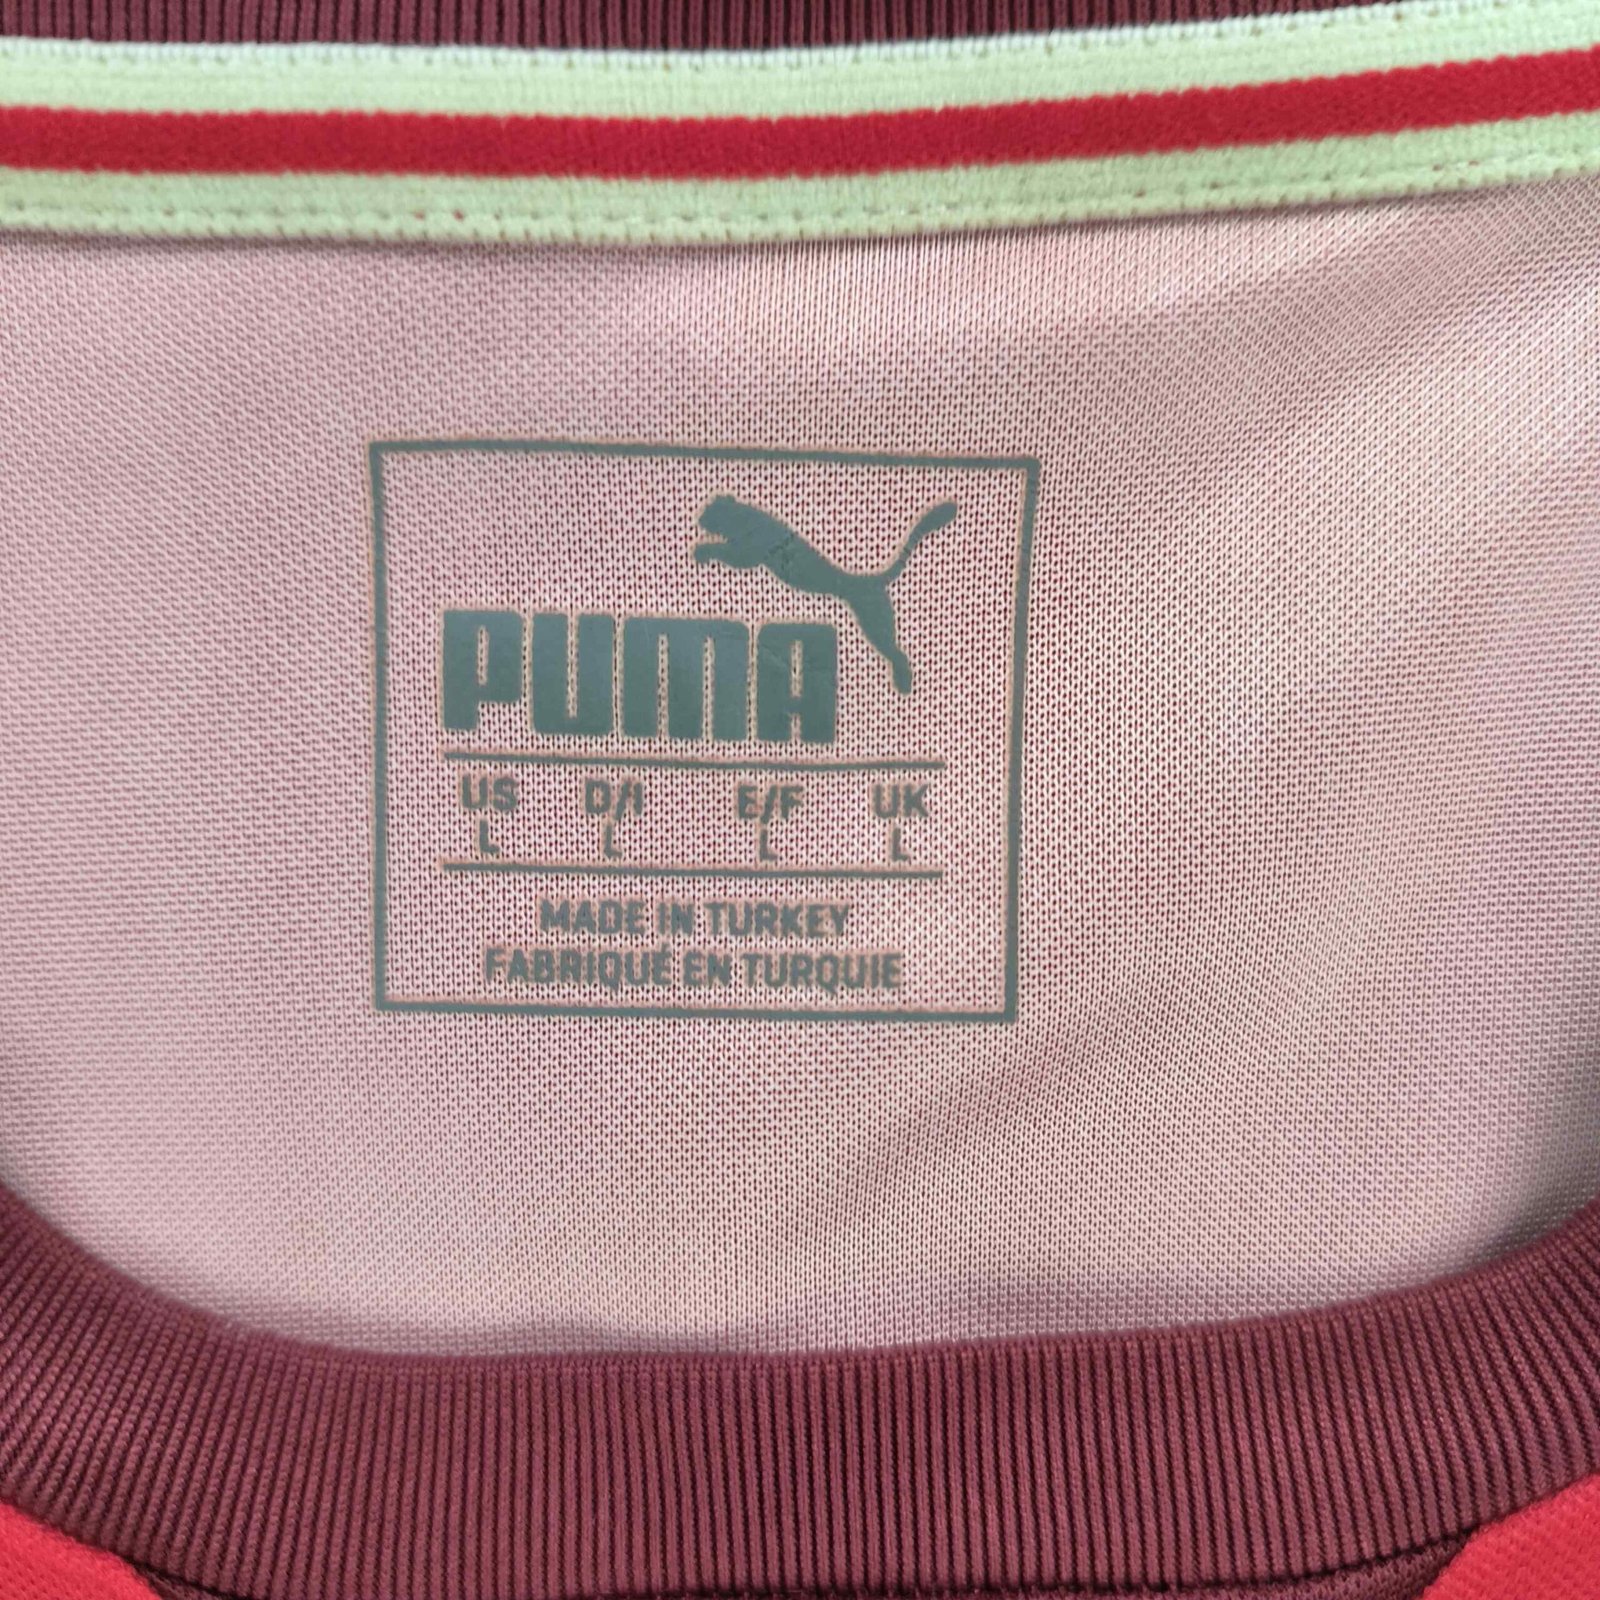 PUMA
US D/I E/F UK
L L L L
MADE IN TURKEY
FABRIQUÉ EN TURQUIE